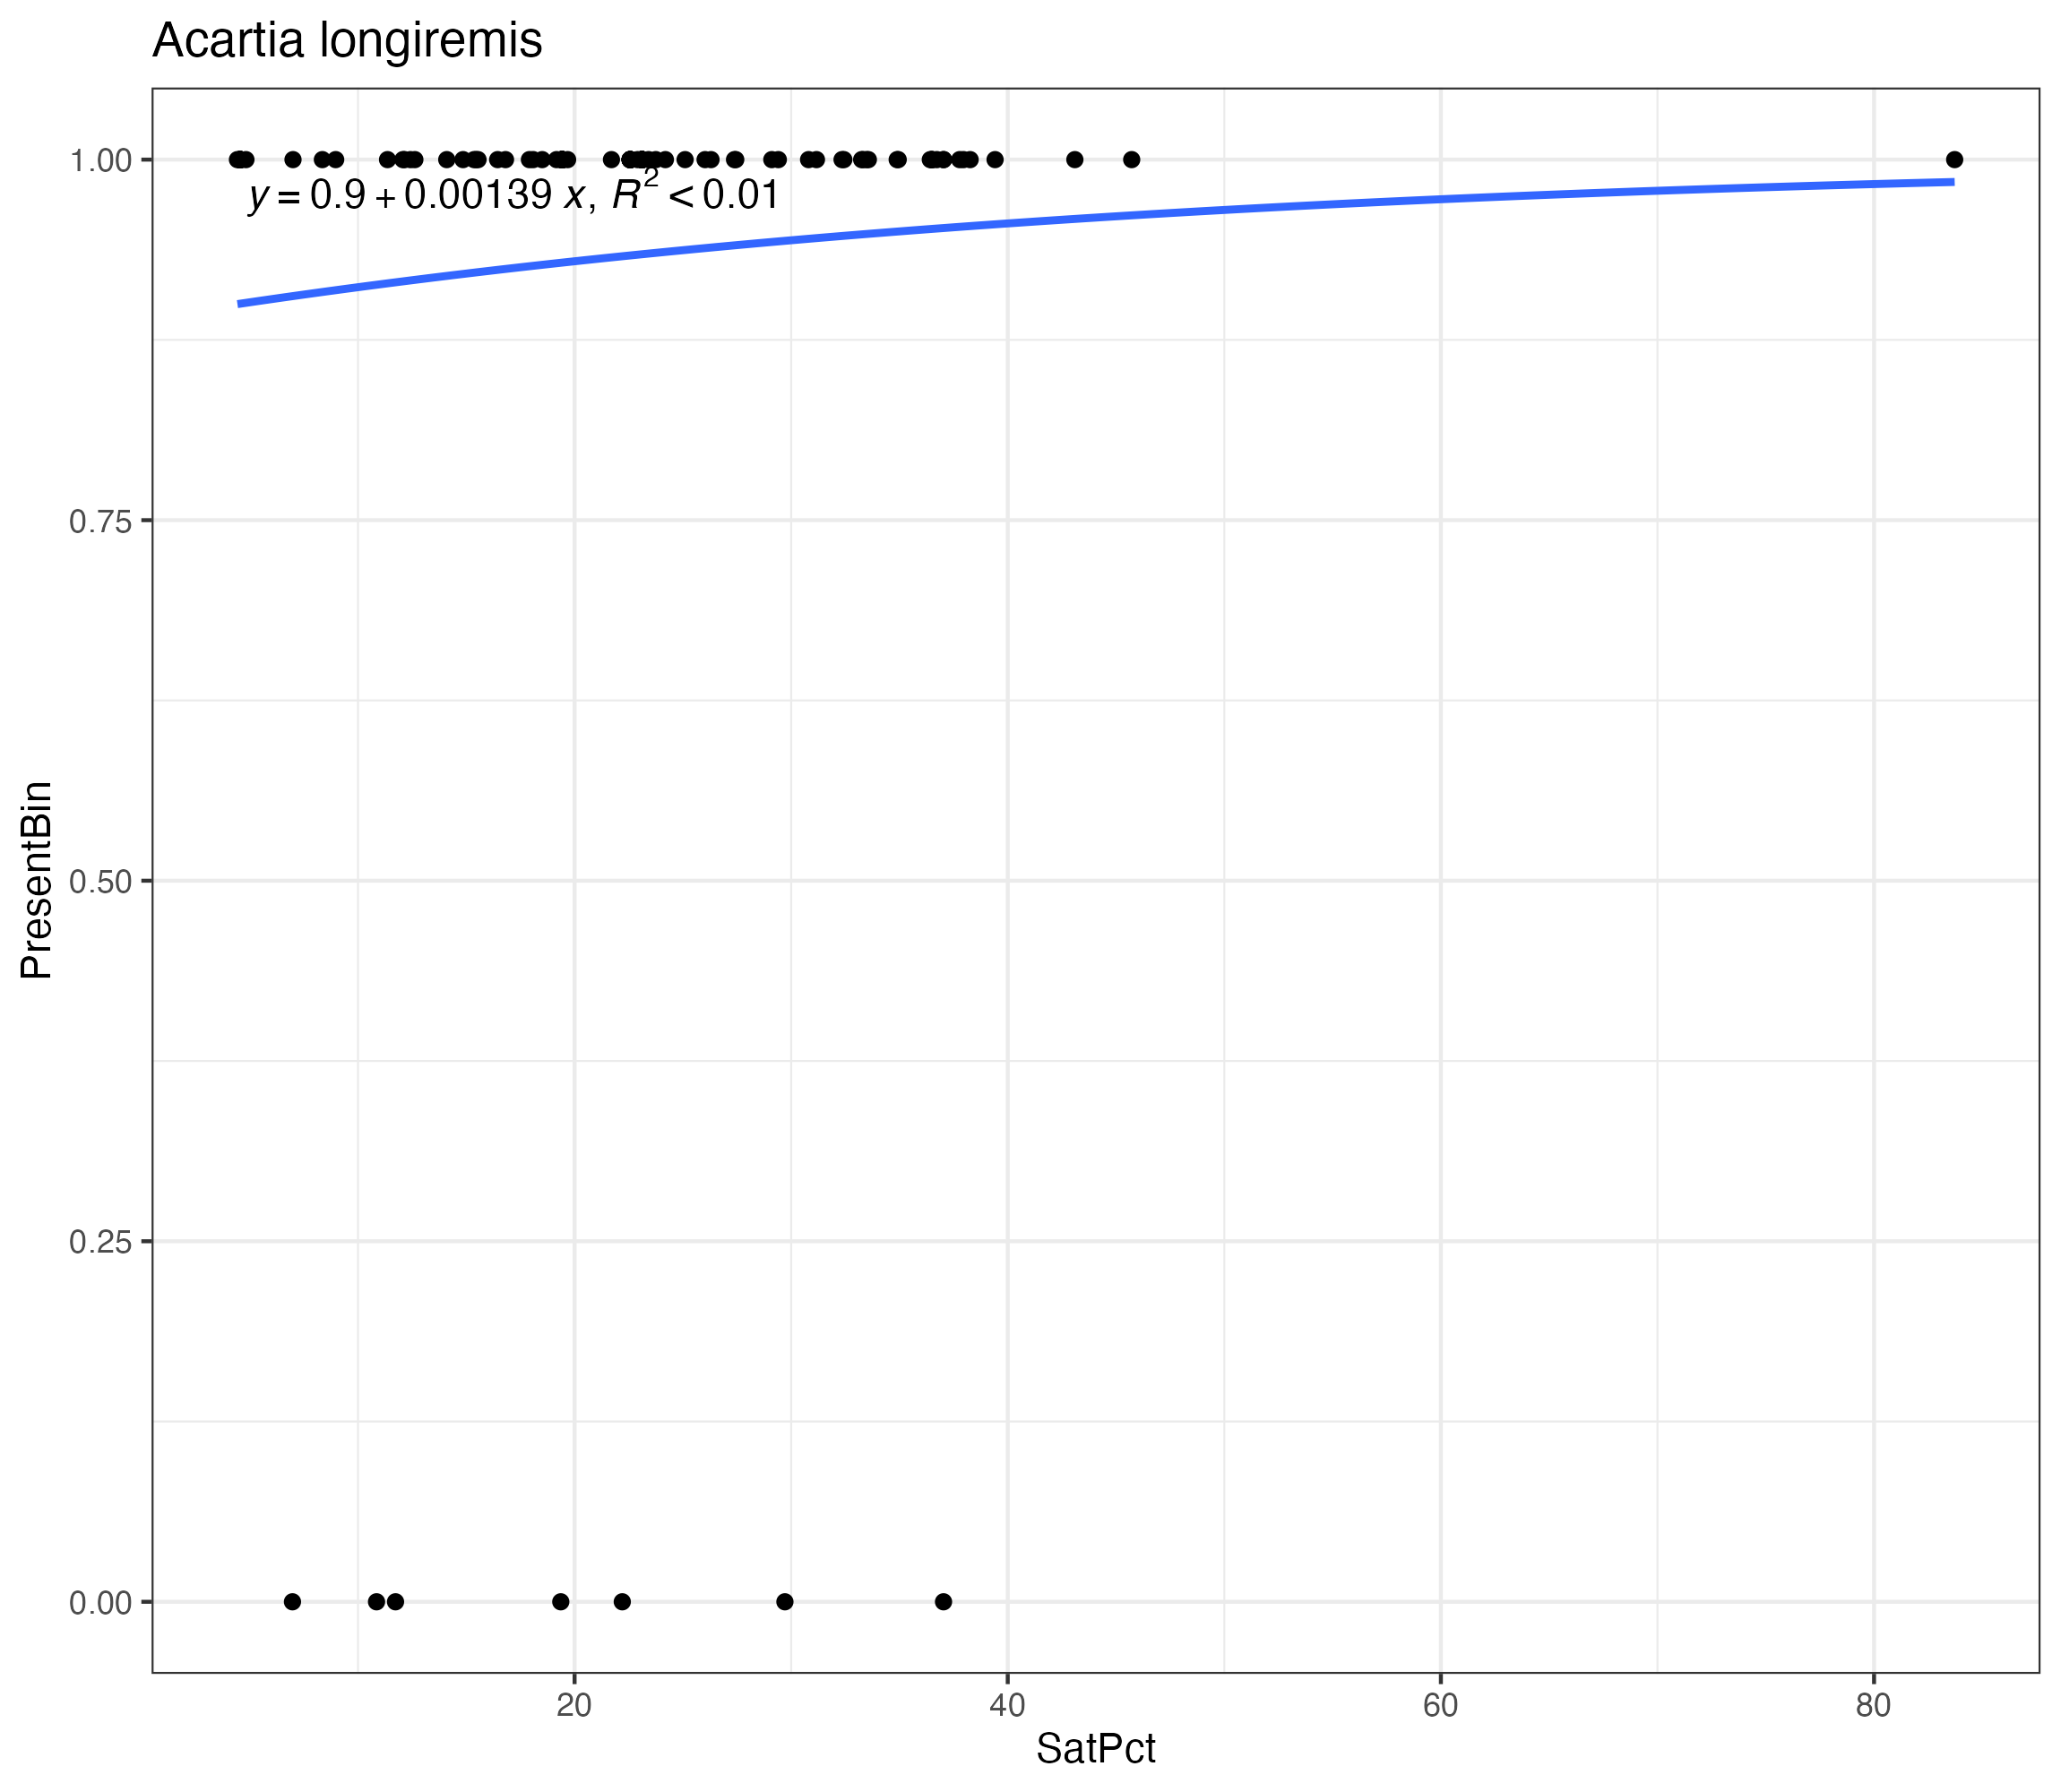 Acartia longiremis
y = 0.9 + 0.00139 x, R² < 0.01
1.00
0.75
0.50
0.25
0.00
PresentBin
20 40 60 80
SatPct